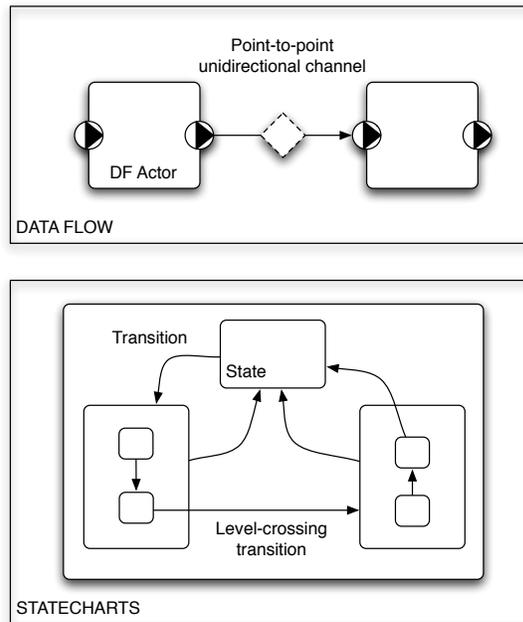 Point-to-point
unidirectional channel
DF Actor
DATA FLOW
Transition
State
Level-crossing
transition
STATECHARTS